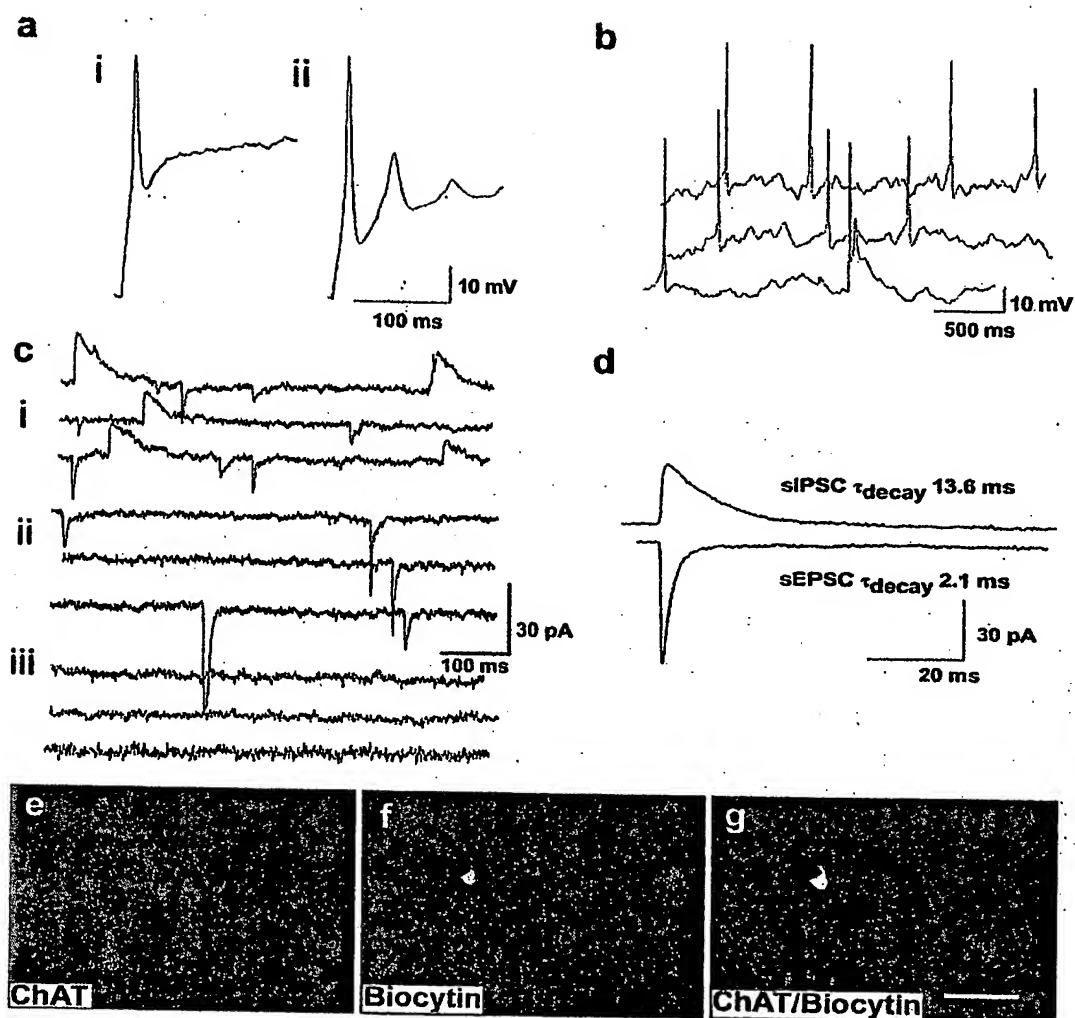 a
i
ii
10 mV
100 ms
b
10 mV
500 ms
c
i
ii
iii
30 pA
100 ms
d
sIPSC τdecay 13.6 ms
sEPSC τdecay 2.1 ms
30 pA
20 ms
e
ChAT
f
Biocytin
g
ChAT/Biocytin